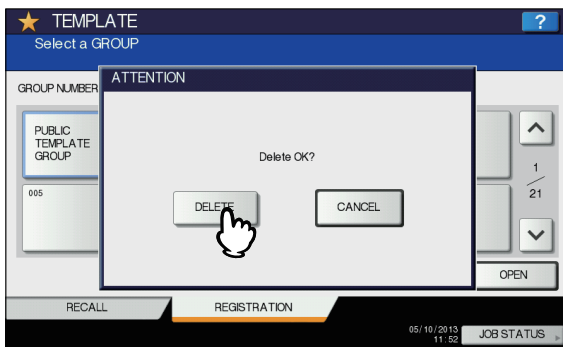 TEMPLATE
?
Select a GROUP
ATTENTION
GROUP NUMBER
PUBLIC
TEMPLATE
GROUP
Delete OK?
1
21
005
DELETE
CANCEL
OPEN
RECALL
REGISTRATION
05/10/2013
11:52
JOB STATUS